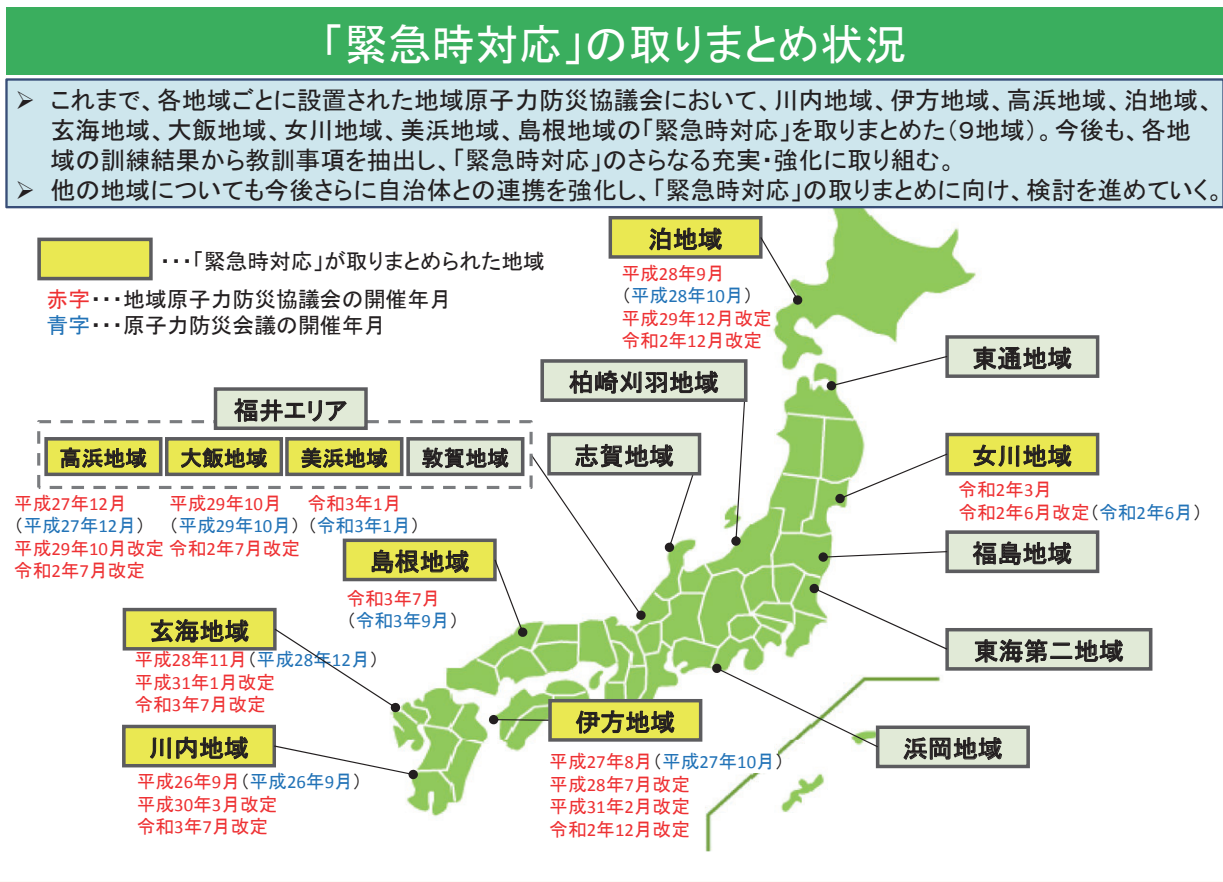 「緊急時対応」の取りまとめ状況
➢ これまで、各地域ごとに設置された地域原子力防災協議会において、川内地域、伊方地域、高浜地域、泊地域、
玄海地域、大飯地域、女川地域、美浜地域、島根地域の「緊急時対応」を取りまとめた(9地域)。今後も、各地
域の訓練結果から教訓事項を抽出し、「緊急時対応」のさらなる充実・強化に取り組む。
➢ 他の地域についても今後さらに自治体との連携を強化し、「緊急時対応」の取りまとめに向け、検討を進めていく。
・・・「緊急時対応」が取りまとめられた地域
赤字・・・地域原子力防災協議会の開催年月
青字・・・原子力防災会議の開催年月
泊地域
平成28年9月
(平成28年10月)
平成29年12月改定
令和2年12月改定
東通地域
柏崎刈羽地域
福井エリア
高浜地域
大飯地域
美浜地域
敦賀地域
志賀地域
女川地域
平成27年12月
(平成27年12月)
平成29年10月改定
令和2年7月改定
平成29年10月
(平成29年10月)
令和2年7月改定
令和3年1月
(令和3年1月)
令和2年3月
令和2年6月改定(令和2年6月)
島根地域
令和3年7月
(令和3年9月)
福島地域
玄海地域
平成28年11月(平成28年12月)
平成31年1月改定
令和3年7月改定
東海第二地域
川内地域
平成26年9月(平成26年9月)
平成30年3月改定
令和3年7月改定
伊方地域
平成27年8月(平成27年10月)
平成28年7月改定
平成31年2月改定
令和2年12月改定
浜岡地域